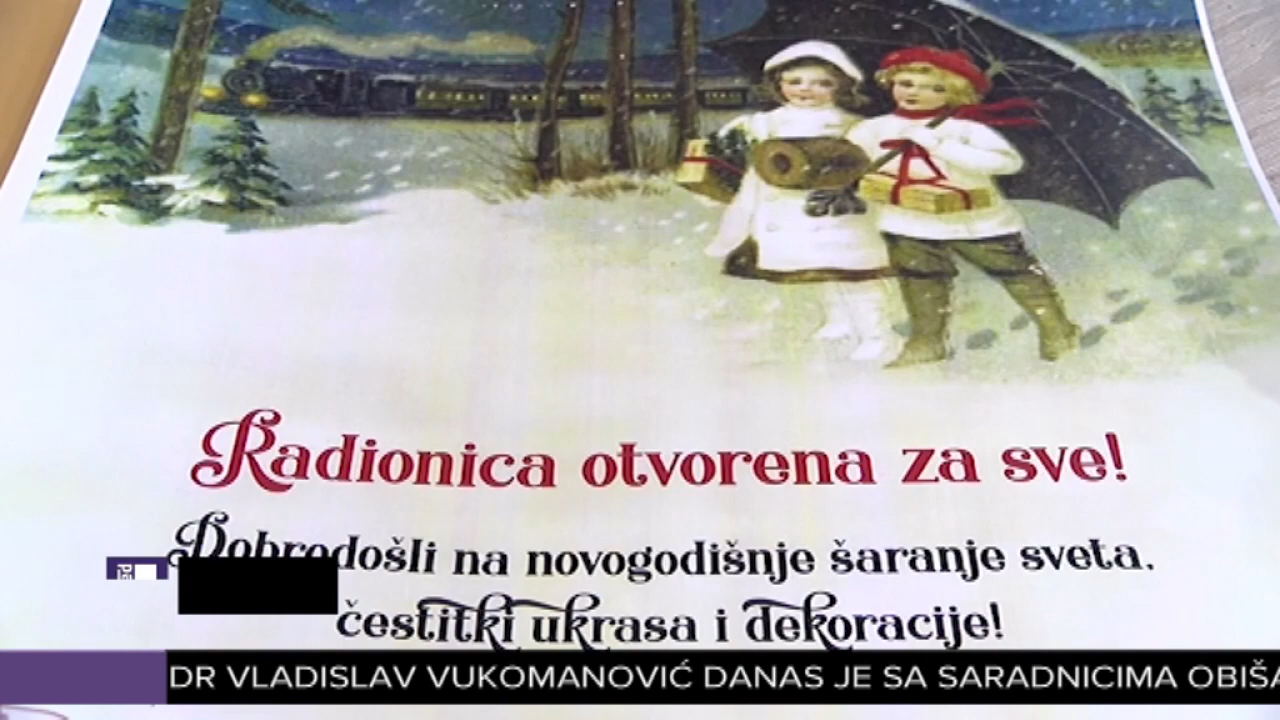 Radionica otvorena za sve!
Dobrodošli na novogodišnje šaranje sveta,
čestitki ukrasa i dekoracije!
DR VLADISLAV VUKOMANOVIĆ DANAS JE SA SARADNICIMA OBIŠA